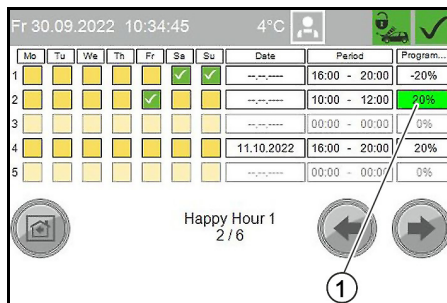 Fr 30.09.2022 10:34:45 4°C
Mo Tu We Th Fr Sa Su Date Period Program...
1 --.--.---- 16:00 - 20:00 -20%
2 --.--.---- 10:00 - 12:00 20%
3 --.--.---- 00:00 - 00:00 0%
4 11.10.2022 16:00 - 20:00 20%
5 --.--.---- 00:00 - 00:00 0%
Happy Hour 1
2 / 6
1